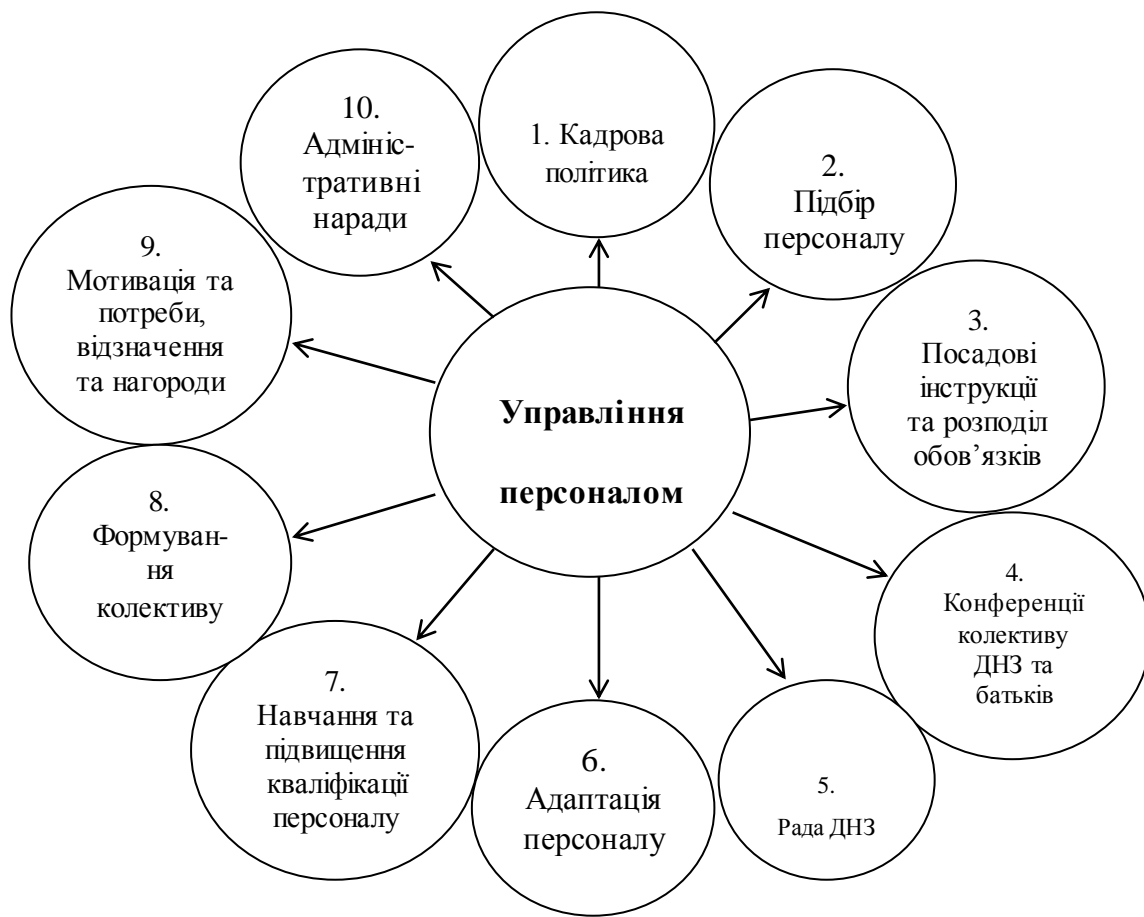 Управління
персоналом
1. Кадрова
політика
2.
Підбір
персоналу
3.
Посадові
інструкції
та розподіл
обов’язків
4.
Конференції
колективу
ДНЗ та
батьків
5.
Рада ДНЗ
6.
Адаптація
персоналу
7.
Навчання та
підвищення
кваліфікації
персоналу
8.
Формуван-
ня
колективу
9.
Мотивація та
потреби,
відзначення
та нагороди
10.
Адмініс-
тративні
наради